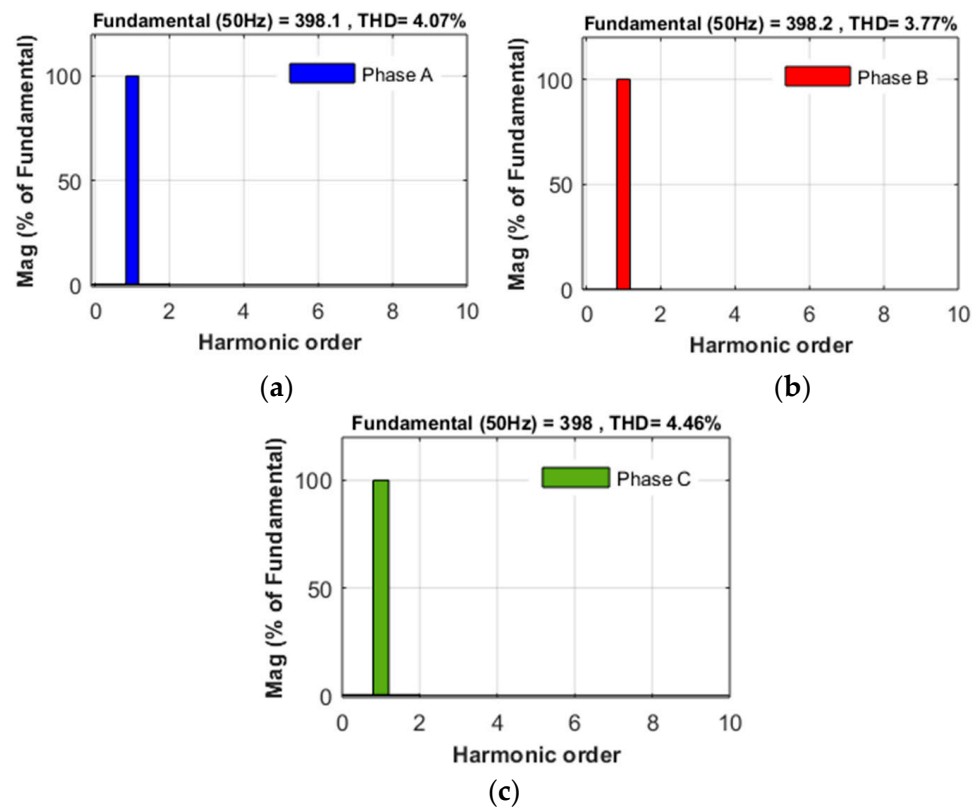 Fundamental (50Hz) = 398.1 , THD= 4.07%
Mag (% of Fundamental)
100
50
0
Phase A
0 2 4 6 8 10
Harmonic order
(a)
Fundamental (50Hz) = 398.2 , THD= 3.77%
Mag (% of Fundamental)
100
50
0
Phase B
0 2 4 6 8 10
Harmonic order
(b)
Fundamental (50Hz) = 398 , THD= 4.46%
Mag (% of Fundamental)
100
50
0
Phase C
0 2 4 6 8 10
Harmonic order
(c)